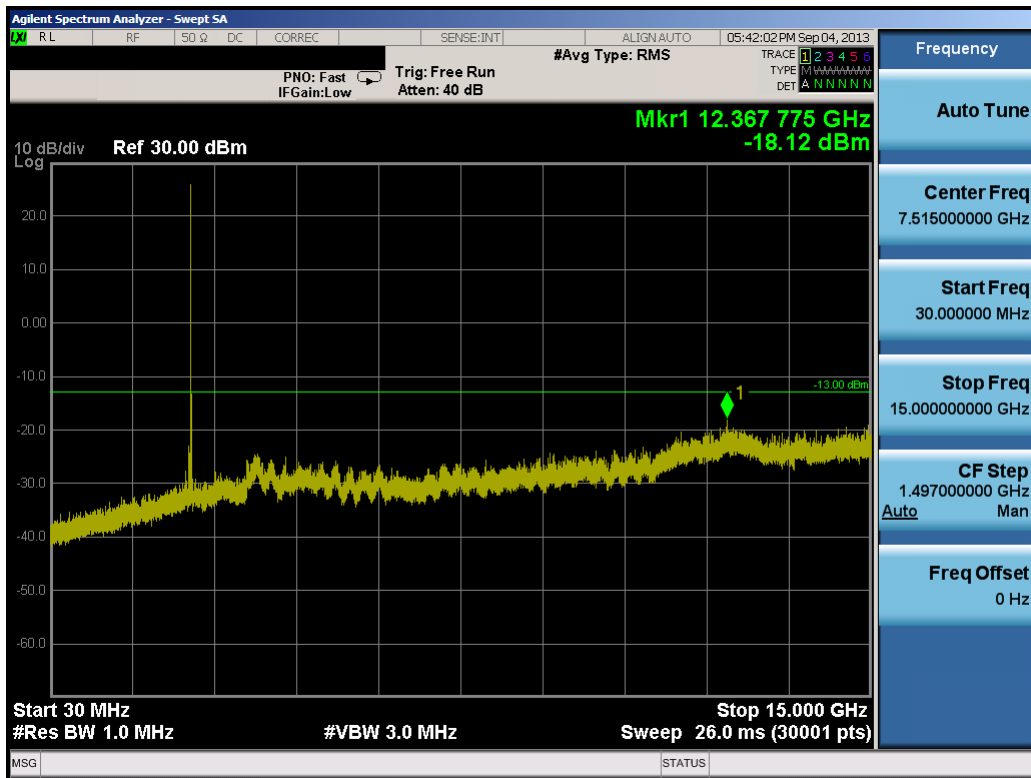 Agilent Spectrum Analyzer - Swept SA
LXI RL RF 50 Ω DC CORREC SENSE:INT ALIGN AUTO 05:42:02 PM Sep 04, 2013
#Avg Type: RMS
TRACE 1 2 3 4 5 6
PNO: Fast
Trig: Free Run
TYPE M WWWWW
IFGain:Low
Atten: 40 dB
DET A N N N N N
Mkr1 12.367 775 GHz
-18.12 dBm
10 dB/div
Log
Ref 30.00 dBm
20.0
10.0
0.00
-10.0
-13.00 dBm
1
-20.0
-30.0
-40.0
-50.0
-60.0
Start 30 MHz
Stop 15.000 GHz
#Res BW 1.0 MHz
#VBW 3.0 MHz
Sweep 26.0 ms (30001 pts)
MSG
STATUS
Frequency
Auto Tune
Center Freq
7.515000000 GHz
Start Freq
30.000000 MHz
Stop Freq
15.000000000 GHz
CF Step
1.497000000 GHz
Auto Man
Freq Offset
0 Hz